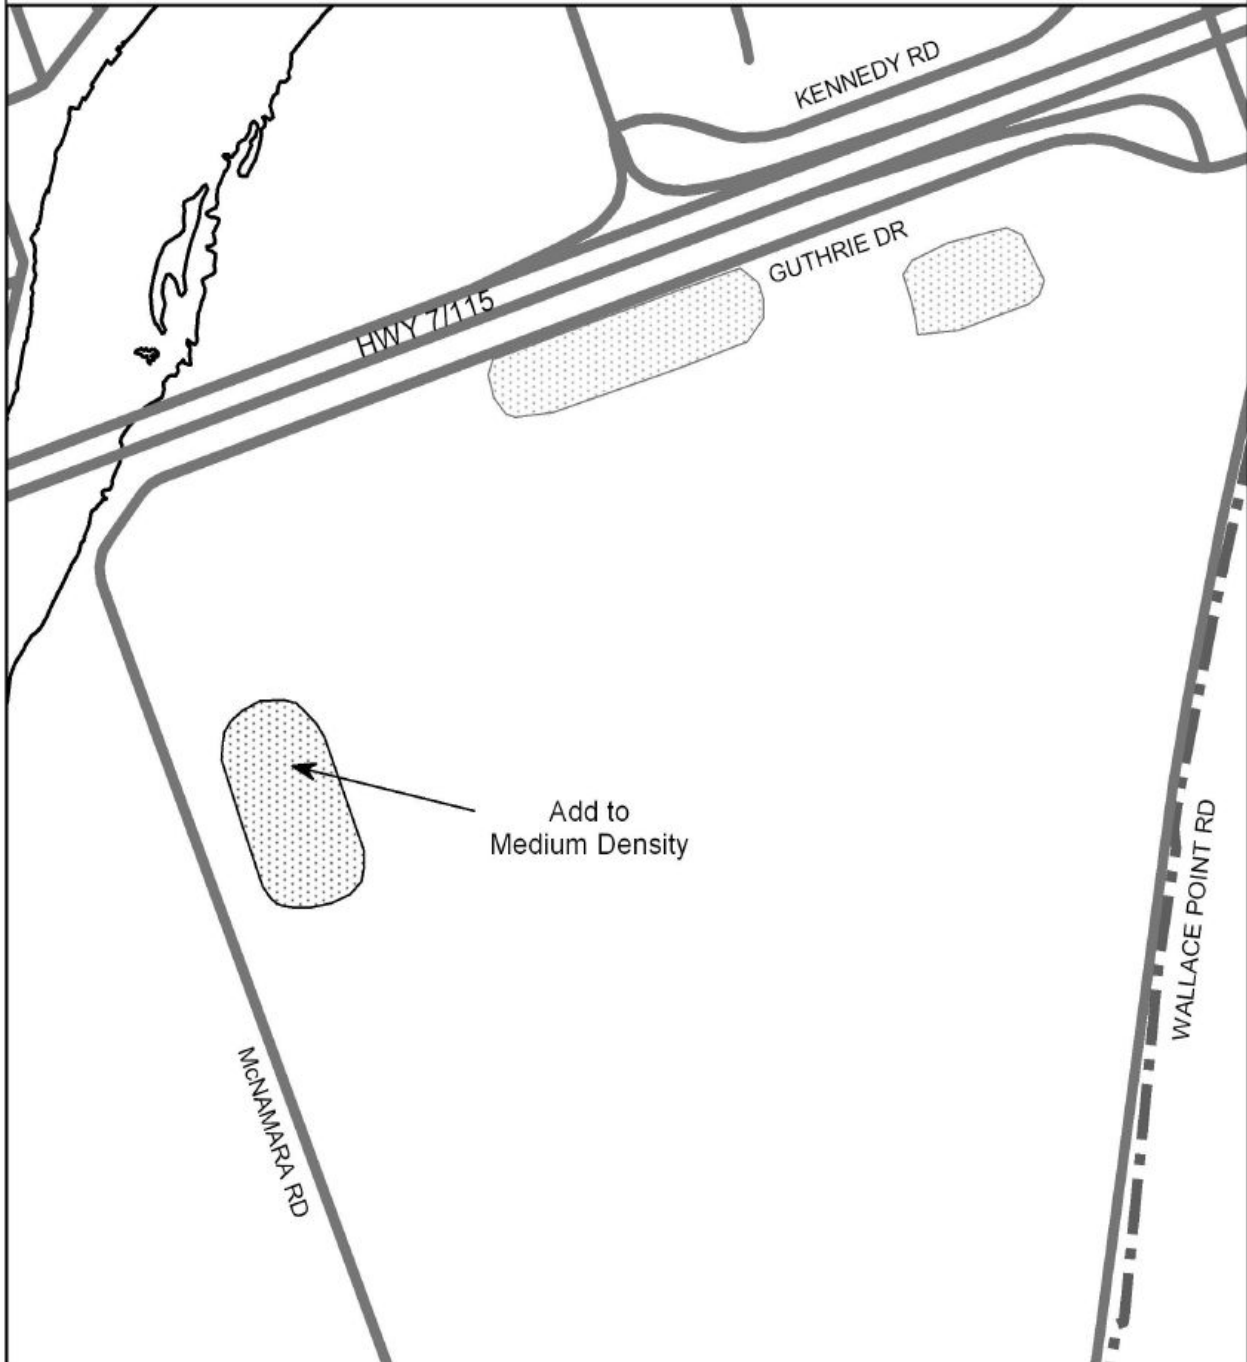 KENNEDY RD
GUTHRIE DR
HWY 7/115
Add to
Medium Density
WALLACE POINT RD
McNAMARA RD